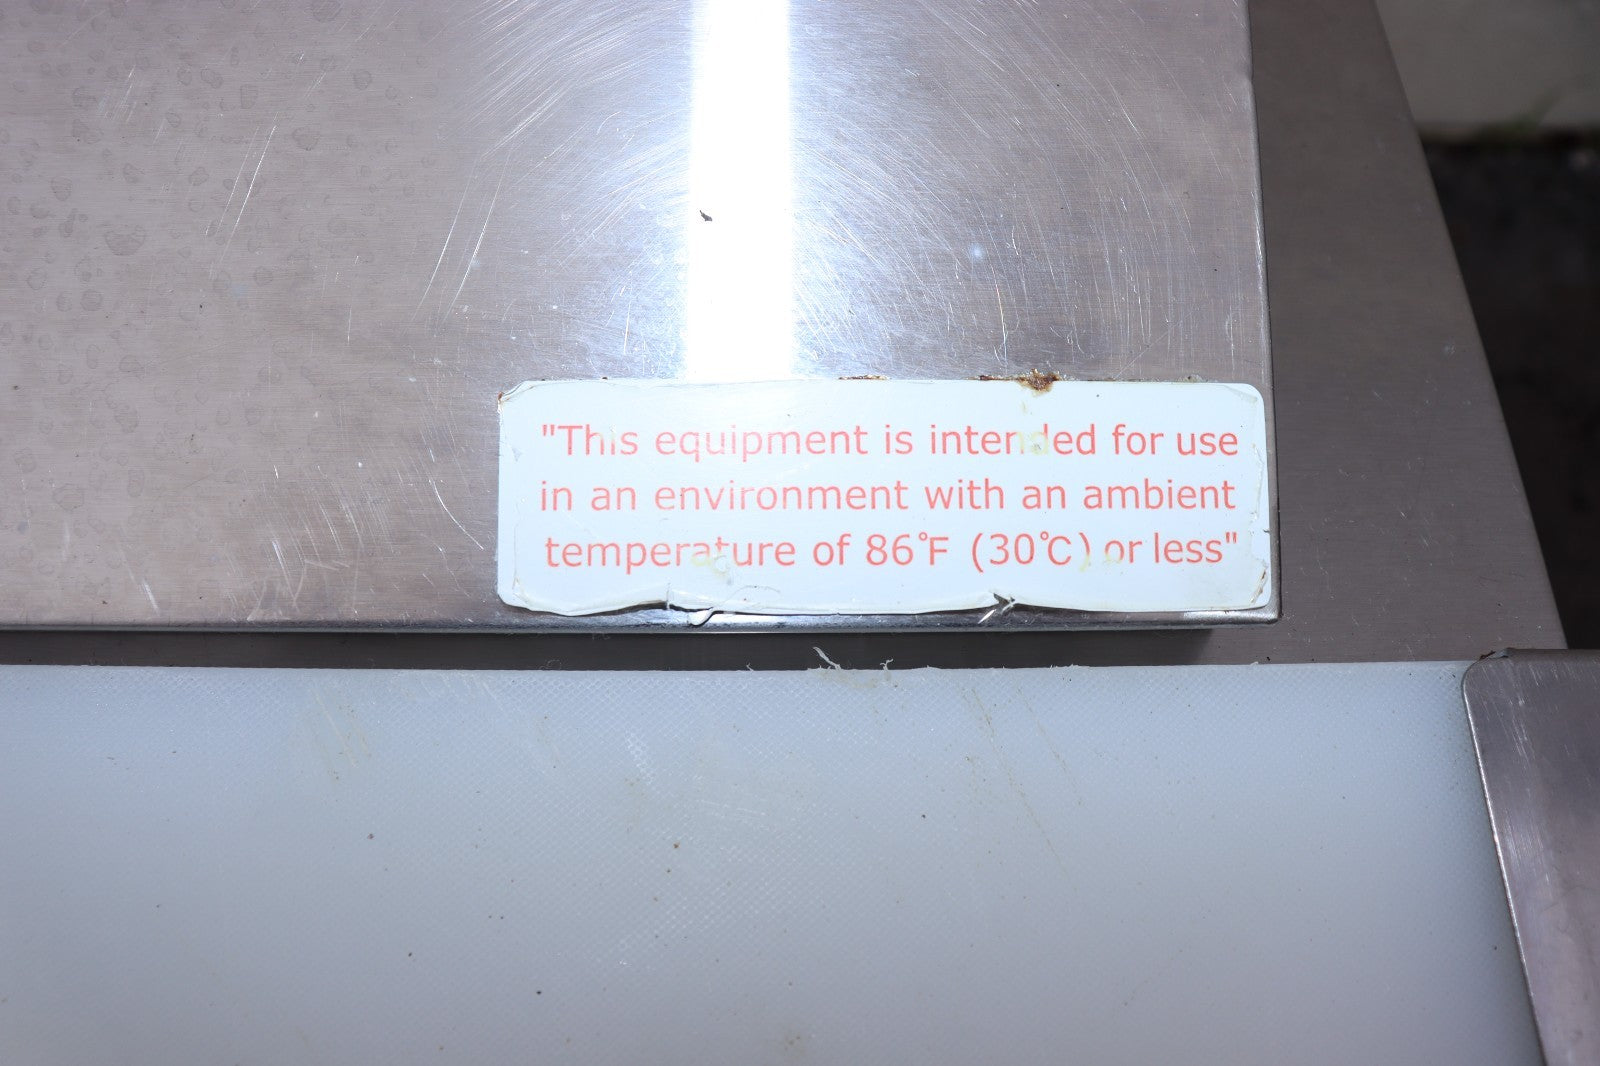 "This equipment is intended for use
in an environment with an ambient
temperature of 86°F (30°C) or less"